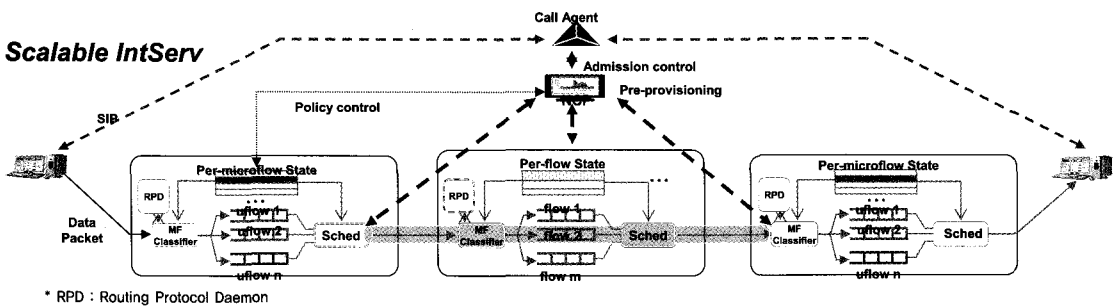 Call Agent
Scalable IntServ
Admission control
Pre-provisioning
Policy control
SIP
Per-microflow State
RPD
...
MF
Classifier
uflow 1
uflow 2
uflow n
Sched
Data
Packet
Per-flow State
...
RPD
MF
Classifier
flow 1
flow 2
flow m
Sched
Per-microflow State
RPD
...
MF
Classifier
uflow 1
uflow 2
uflow n
Sched
* RPD : Routing Protocol Daemon